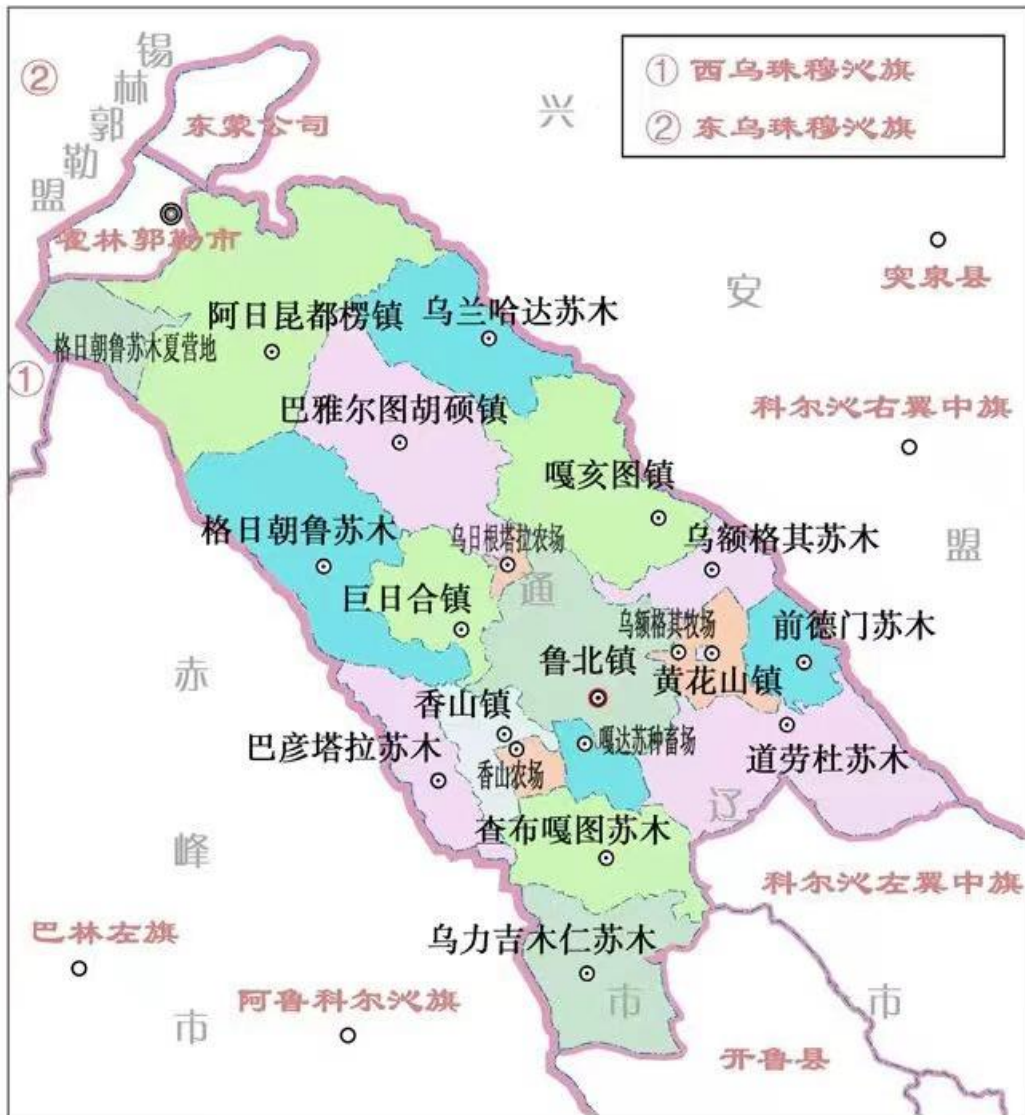 ① 西乌珠穆沁旗
② 东乌珠穆沁旗
②
锡林郭勒盟
东蒙公司
兴安盟
霍林郭勒市
突泉县
阿日昆都楞镇
乌兰哈达苏木
格日朝鲁苏木夏营地
①
巴雅尔图胡硕镇
科尔沁右翼中旗
嘎亥图镇
格日朝鲁苏木
乌日根塔拉农场
乌额格其苏木
巨日合镇
通辽市
乌额格其牧场
前德门苏木
鲁北镇
黄花山镇
赤峰市
香山镇
嘎达苏种畜场
巴彦塔拉苏木
香山农场
道劳杜苏木
查布嘎图苏木
科尔沁左翼中旗
巴林左旗
乌力吉木仁苏木
阿鲁科尔沁旗
市
开鲁县